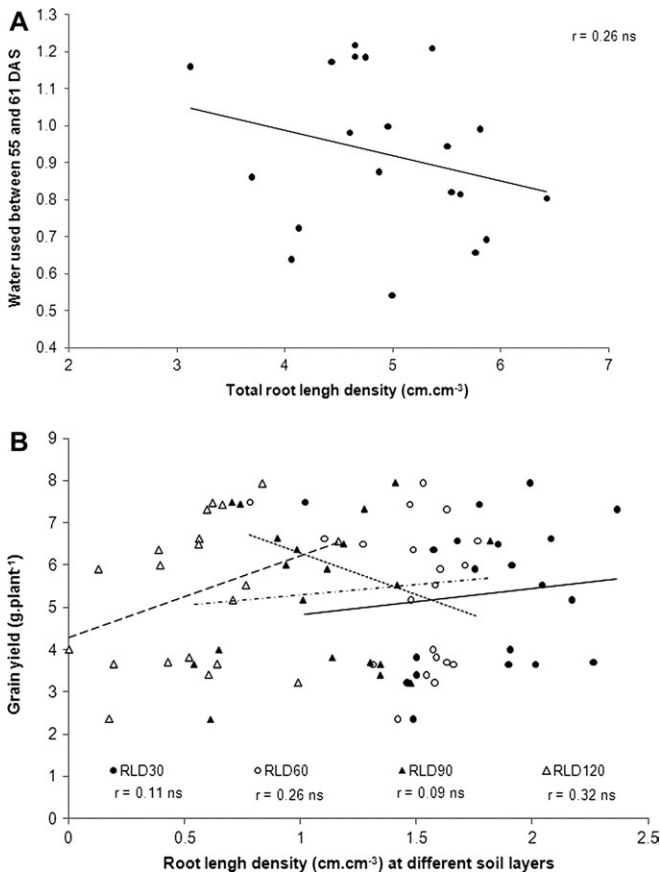 A
r = 0.26 ns
Water used between 55 and 61 DAS
1.3
1.2
1.1
1.0
0.9
0.8
0.7
0.6
0.5
0.4
2 3 4 5 6 7
Total root lengh density (cm.cm⁻³)
B
Grain yield (g.plant⁻¹)
9
8
7
6
5
4
3
2
1
0
RLD30 RLD60 RLD90 RLD120
r = 0.11 ns r = 0.26 ns r = 0.09 ns r = 0.32 ns
0 0.5 1 1.5 2 2.5
Root lengh density (cm.cm⁻³) at different soil layers